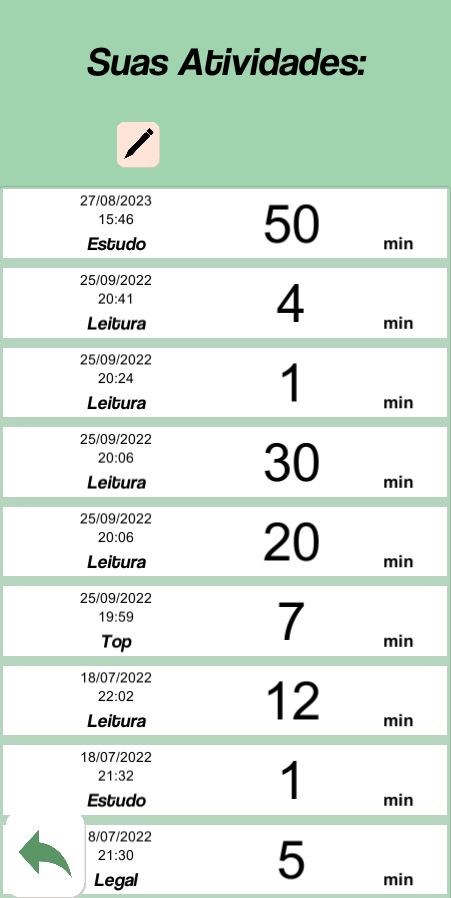 Suas Atividades:
27/08/2023
15:46
Estudo
50
min
25/09/2022
20:41
Leitura
4
min
25/09/2022
20:24
Leitura
1
min
25/09/2022
20:06
Leitura
30
min
25/09/2022
20:06
Leitura
20
min
25/09/2022
19:59
Top
7
min
18/07/2022
22:02
Leitura
12
min
18/07/2022
21:32
Estudo
1
min
8/07/2022
21:30
Legal
5
min